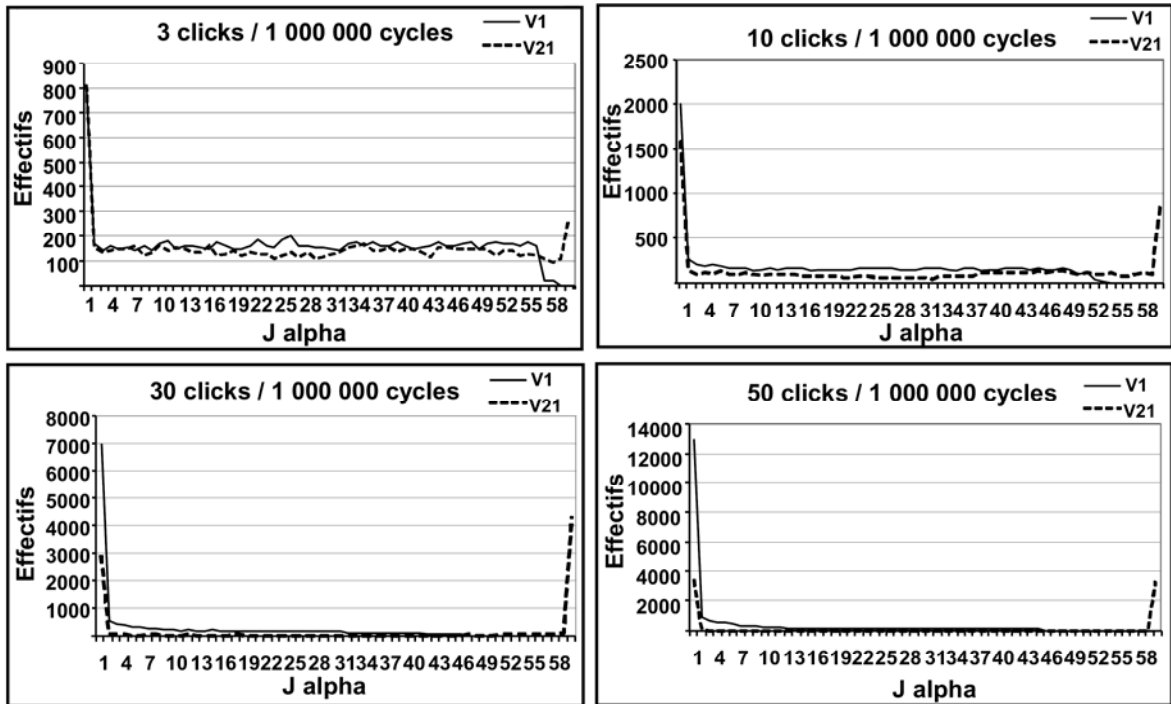 3 clicks / 1 000 000 cycles
V1
V21
Effectifs
900
800
700
600
500
400
300
200
100
1 4 7 10 13 16 19 22 25 28 31 34 37 40 43 46 49 52 55 58
J alpha
10 clicks / 1 000 000 cycles
V1
V21
Effectifs
2500
2000
1500
1000
500
1 4 7 10 13 16 19 22 25 28 31 34 37 40 43 46 49 52 55 58
J alpha
30 clicks / 1 000 000 cycles
V1
V21
Effectifs
8000
7000
6000
5000
4000
3000
2000
1000
1 4 7 10 13 16 19 22 25 28 31 34 37 40 43 46 49 52 55 58
J alpha
50 clicks / 1 000 000 cycles
V1
V21
Effectifs
14000
12000
10000
8000
6000
4000
2000
1 4 7 10 13 16 19 22 25 28 31 34 37 40 43 46 49 52 55 58
J alpha